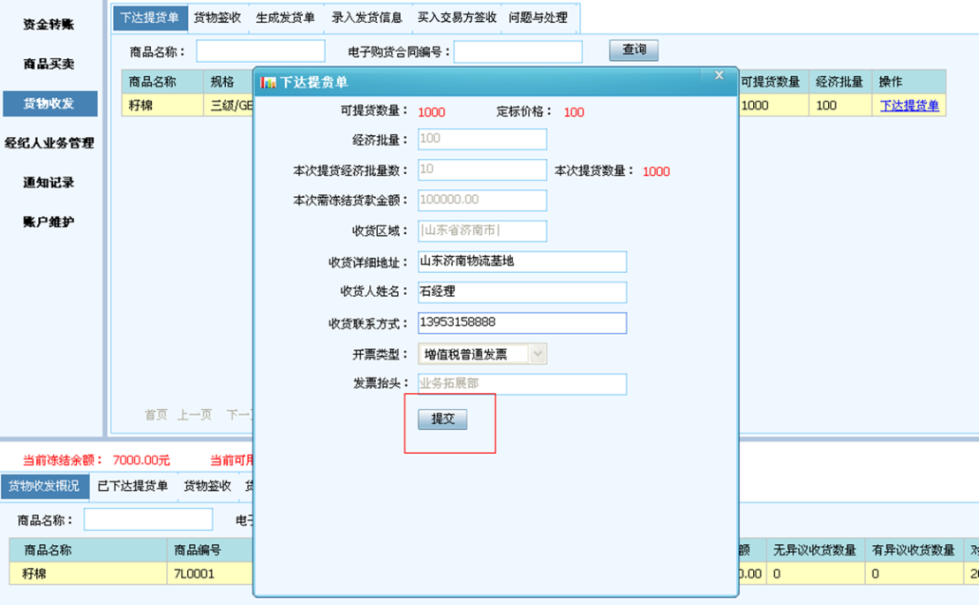 资金转账
商品买卖
货物收发
经纪人业务管理
通知记录
账户维护
下达提货单 货物签收 生成发货单 录入发货信息 买入交易方签收 问题与处理
商品名称： 电子购货合同编号： 查询
商品名称 规格 可提货数量 经济批量 操作
籽棉 三级/GE 1000 100 下达提货单
下达提货单 x
可提货数量： 1000 定标价格： 100
经济批量： 100
本次提货经济批量数： 10 本次提货数量： 1000
本次需冻结货款金额： 100000.00
收货区域： |山东省济南市|
收货详细地址： 山东济南物流基地
收货人姓名： 石经理
收货联系方式： 13953158888
开票类型： 增值税普通发票
发票抬头： 业务拓展部
提交
首页 上一页 下一
当前冻结余额： 7000.00元 当前可用
货物收发概况 已下达提货单 货物签收
商品名称： 电子
商品名称 商品编号 额 无异议收货数量 有异议收货数量
籽棉 7L0001 0.00 0 0 20